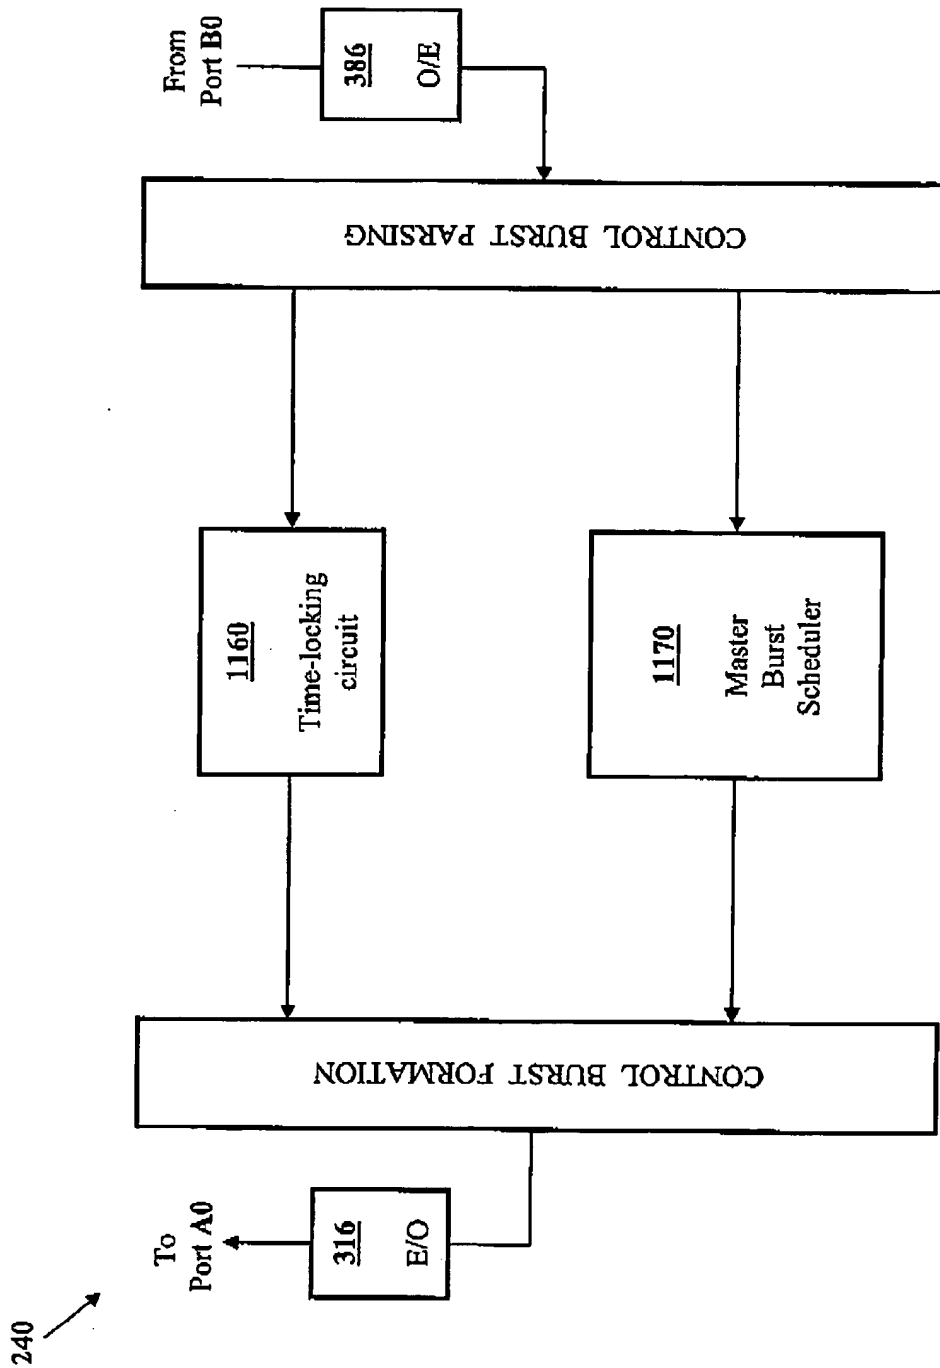 240
To
Port A0
316
E/O
CONTROL BURST FORMATION
1160
Time-locking
circuit
1170
Master
Burst
Scheduler
CONTROL BURST PARSING
From
Port B0
386
O/E